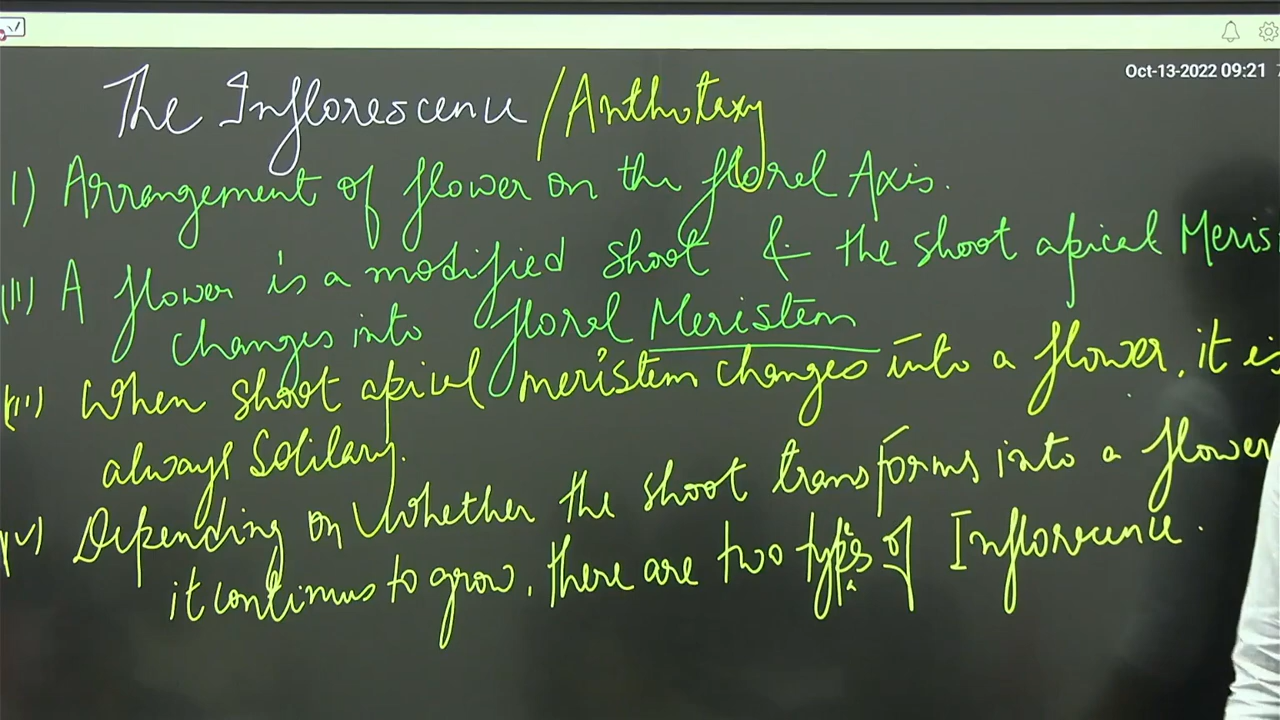 Oct-13-2022 09:21
The Inflorescence / Anthotaxy
I) Arrangement of flower on the floral Axis.
(II) A flower is a modified shoot & the shoot apical Meris
changes into floral Meristem
(III) When shoot apical meristem changes into a flower, it is
always Solitary.
IV) Depending on Whether the shoot transforms into a flower
it continus to grow, there are two types of Inflorescence.